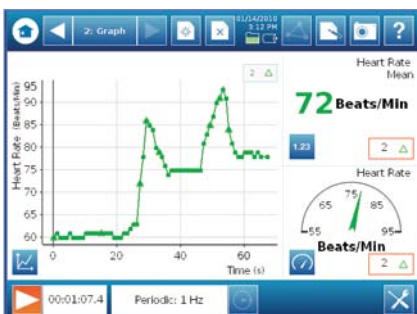 2: Graph
01/14/2010
3:12 PM
?
2
Heart Rate (Beats/Min)
95
90
85
80
75
70
65
60
0
20
40
60
Time (s)
Heart Rate
Mean
72 Beats/Min
1.23
2
Heart Rate
55
65
75
85
95
Beats/Min
2
00:01:07.4
Periodic: 1 Hz